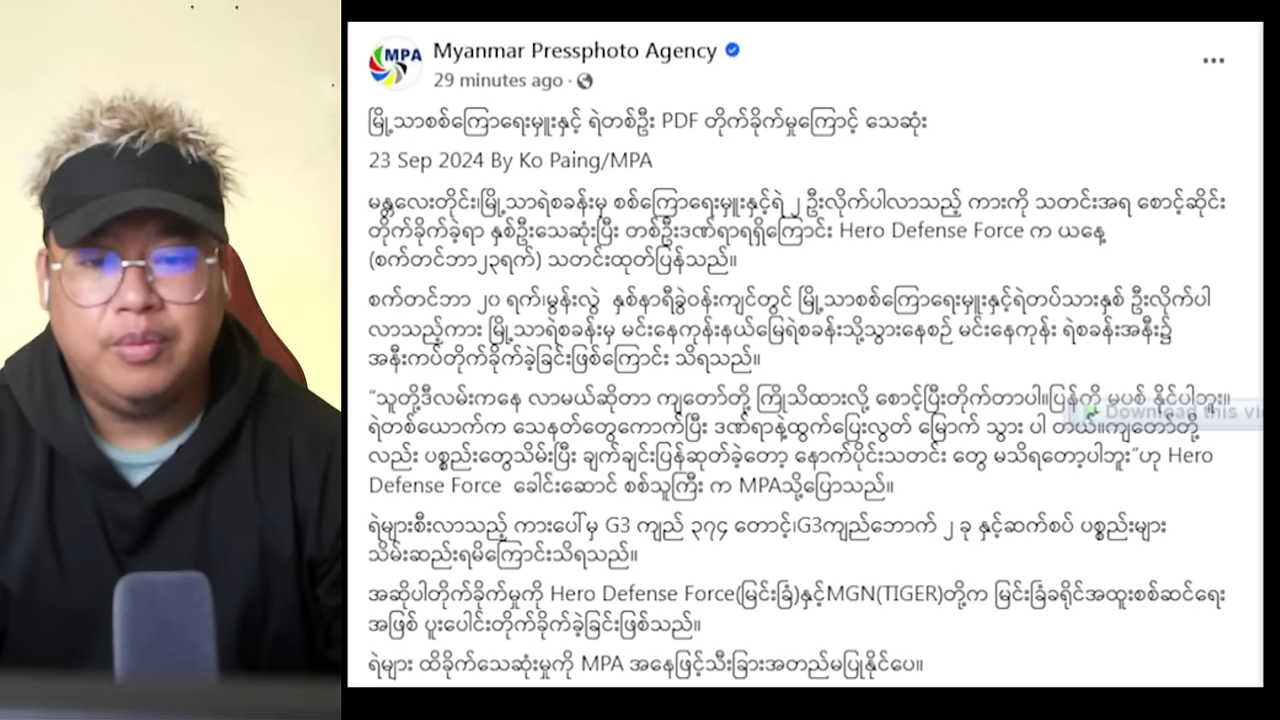 MPA
Myanmar Pressphoto Agency
29 minutes ago ·
မြို့သာစစ်ကြောရေးမှူးနှင့် ရဲတစ်ဦး PDF တိုက်ခိုက်မှုကြောင့် သေဆုံး
23 Sep 2024 By Ko Paing/MPA
မန္တလေးတိုင်း၊မြို့သာရဲစခန်းမှ စစ်ကြောရေးမှူးနှင့်ရဲ ၂ ဦးလိုက်ပါလာသည့် ကားကို သတင်းအရ စောင့်ဆိုင်း
တိုက်ခိုက်ခဲ့ရာ နှစ်ဦးသေဆုံးပြီး တစ်ဦးဒဏ်ရာရရှိကြောင်း Hero Defense Force က ယနေ့
(စက်တင်ဘာ၂၃ရက်) သတင်းထုတ်ပြန်သည်။
စက်တင်ဘာ ၂၀ ရက်၊မွန်းလွဲ နှစ်နာရီခွဲဝန်းကျင်တွင် မြို့သာစစ်ကြောရေးမှူးနှင့်ရဲတပ်သားနှစ် ဦးလိုက်ပါ
လာသည့်ကား မြို့သာရဲစခန်းမှ မင်းနေကုန်းနယ်မြေရဲစခန်းသို့သွားနေစဉ် မင်းနေကုန်း ရဲစခန်းအနီး၌
အနီးကပ်တိုက်ခိုက်ခဲ့ခြင်းဖြစ်ကြောင်း သိရသည်။
“သူတို့ဒီလမ်းကနေ လာမယ်ဆိုတာ ကျတော်တို့ ကြိုသိထားလို့ စောင့်ပြီးတိုက်တာပါ။ပြန်ကို မပစ် နိုင်ပါဘူး။
ရဲတစ်ယောက်က သေနတ်တွေကောက်ပြီး ဒဏ်ရာနဲ့ထွက်ပြေးလွတ် မြောက် သွား ပါ တယ်။ကျတော်တို့
လည်း ပစ္စည်းတွေသိမ်းပြီး ချက်ချင်းပြန်ဆုတ်ခဲ့တော့ နောက်ပိုင်းသတင်း တွေ မသိရတော့ပါဘူး”ဟု Hero
Defense Force ခေါင်းဆောင် စစ်သူကြီး က MPAသို့ပြောသည်။
ရဲများစီးလာသည့် ကားပေါ်မှ G3 ကျည် ၃၇၄ တောင့်၊G3ကျည်ဘောက် ၂ ခု နှင့်ဆက်စပ် ပစ္စည်းများ
သိမ်းဆည်းရမိကြောင်းသိရသည်။
အဆိုပါတိုက်ခိုက်မှုကို Hero Defense Force(မြင်းခြံ)နှင့်MGN(TIGER)တို့က မြင်းခြံခရိုင်အထူးစစ်ဆင်ရေး
အဖြစ် ပူးပေါင်းတိုက်ခိုက်ခဲ့ခြင်းဖြစ်သည်။
ရဲများ ထိခိုက်သေဆုံးမှုကို MPA အနေဖြင့်သီးခြားအတည်မပြုနိုင်ပေ။
Download this vi